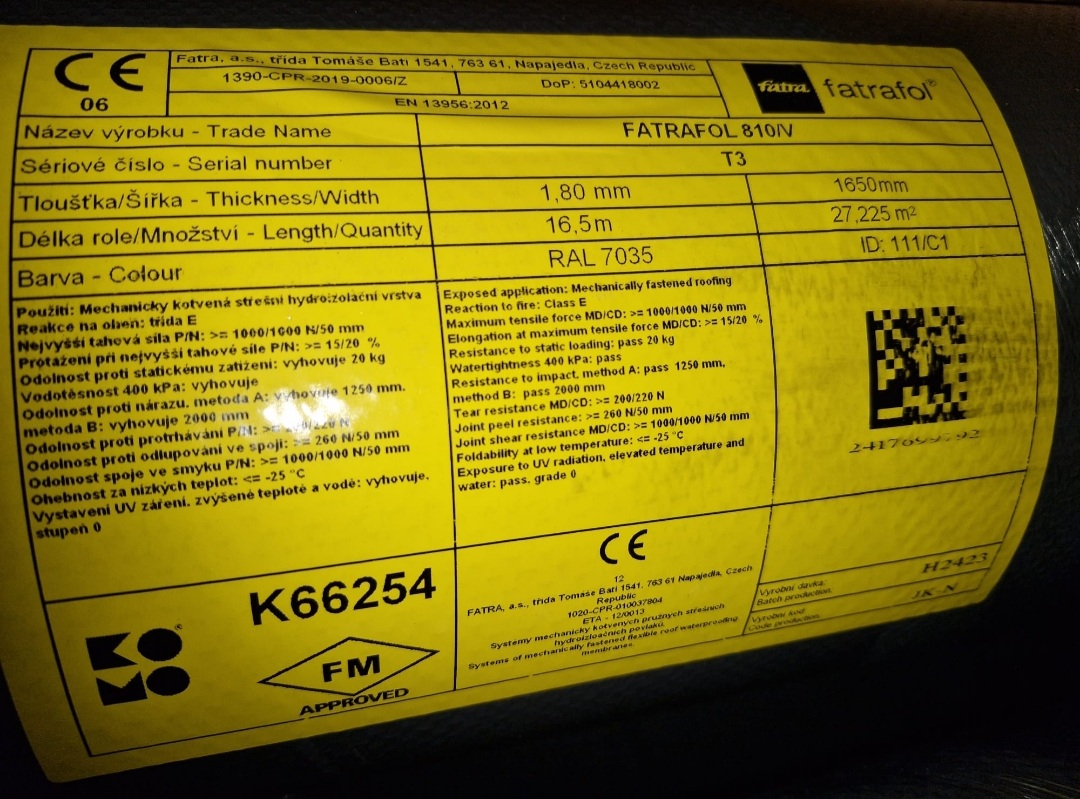 CE
06
Fatra, a.s., třída Tomáše Bati 1541, 763 61, Napajedla, Czech Republic
1390-CPR-2019-0006/Z
DoP: 5104418002
EN 13956:2012
fatra
fatrafol®
Název výrobku - Trade Name
FATRAFOL 810/V
Sériové číslo - Serial number
T3
Tloušťka/Šířka - Thickness/Width
1,80 mm
1650mm
Délka role/Množství - Length/Quantity
16,5m
27,225 m²
Barva - Colour
RAL 7035
ID: 111/C1
Použití: Mechanicky kotvená střešní hydroizolační vrstva
Reakce na oheň: třída E
Nejvyšší tahová síla P/N: >= 1000/1000 N/50 mm
Protažení při nejvyšší tahové síle P/N: >= 15/20 %
Odolnost proti statickému zatížení: vyhovuje 20 kg
Vodotěsnost 400 kPa: vyhovuje
Odolnost proti nárazu, metoda A: vyhovuje 1250 mm,
metoda B: vyhovuje 2000 mm
Odolnost proti protrhávání P/N: N
Odolnost proti odlupování ve spoji: >= 260 N/50 mm
Odolnost spoje ve smyku P/N: >= 1000/1000 N/50 mm
Ohebnost za nízkých teplot: <= -25 °C
Vystavení UV záření, zvýšené teplotě a vodě: vyhovuje,
stupeň 0
Exposed application: Mechanically fastened roofing
Reaction to fire: Class E
Maximum tensile force MD/CD: >= 1000/1000 N/50 mm
Elongation at maximum tensile force MD/CD: >= 15/20 %
Resistance to static loading: pass 20 kg
Watertightness 400 kPa: pass
Resistance to impact, method A: pass 1250 mm,
method B: pass 2000 mm
Tear resistance MD/CD: >= 200/220 N
Joint peel resistance: >= 260 N/50 mm
Joint shear resistance MD/CD: >= 1000/1000 N/50 mm
Foldability at low temperature: <= -25 °C
Exposure to UV radiation, elevated temperature and
water: pass, grade 0
KOMO®
K66254
FM
APPROVED
CE
12
FATRA, a.s., třída Tomáše Bati 1541, 763 61 Napajedla, Czech
Republic
1020-CPR-010037804
ETA - 12/0013
Systémy mechanicky kotvených pružných střešních
hydroizolačních povlaků.
Systems of mechanically fastened flexible roof waterproofing
membranes.
Výrobní dávka,
Batch production.
H2423
Výrobní kód
Code production.
JK-N